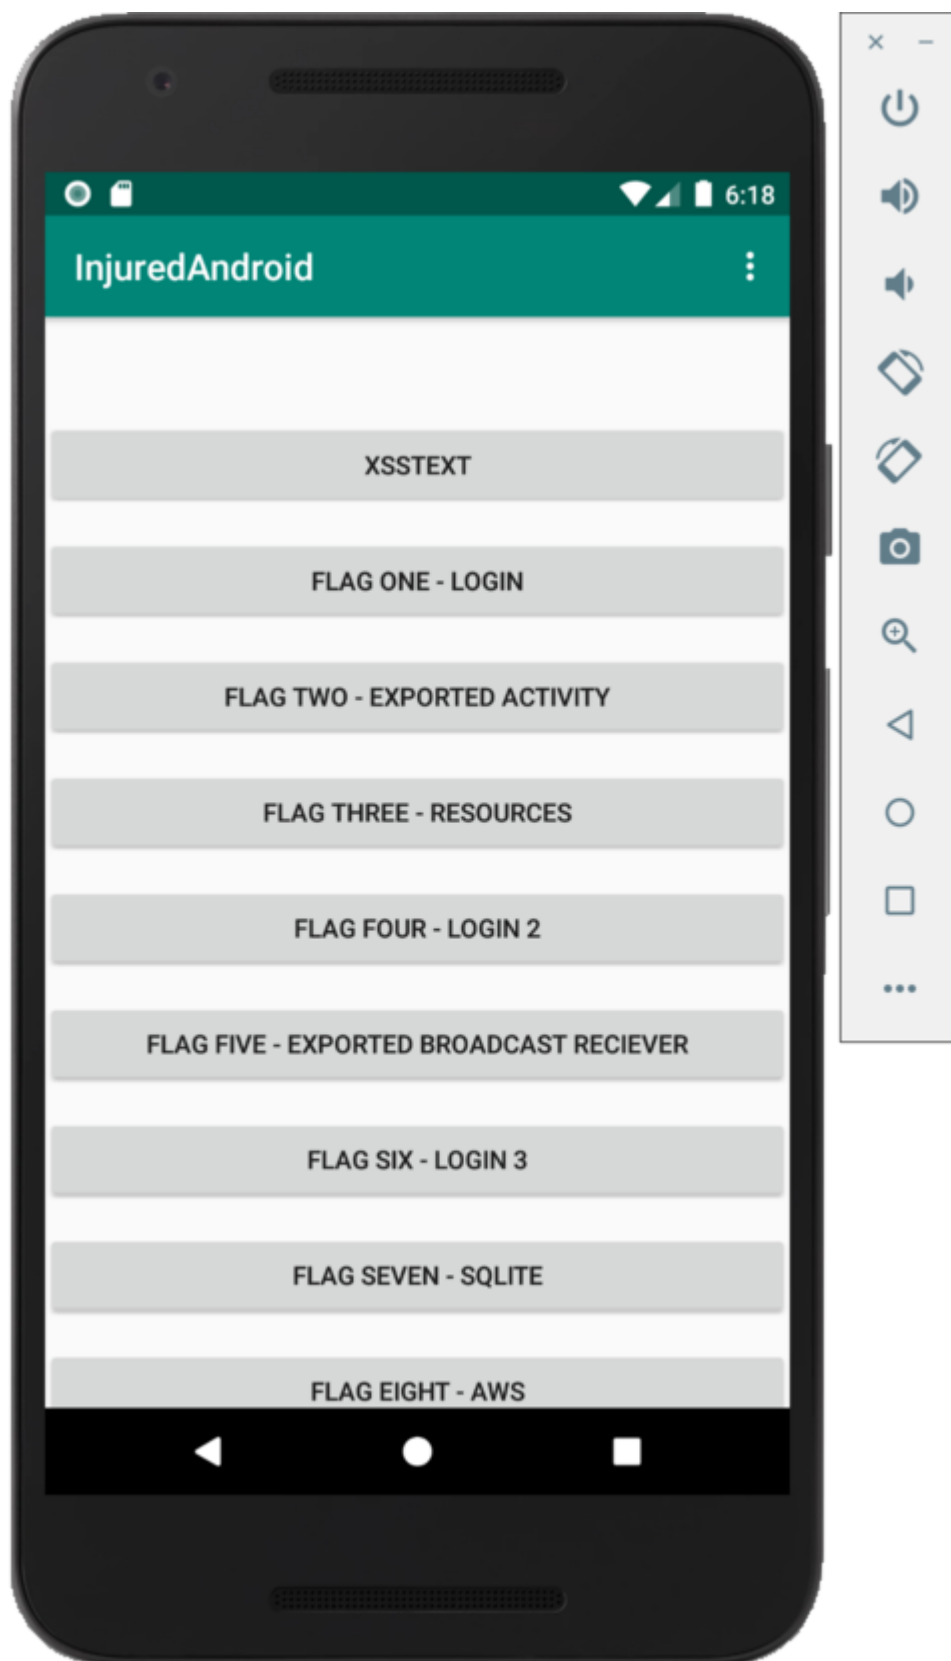 6:18
InjuredAndroid
XSSTEXT
FLAG ONE - LOGIN
FLAG TWO - EXPORTED ACTIVITY
FLAG THREE - RESOURCES
FLAG FOUR - LOGIN 2
FLAG FIVE - EXPORTED BROADCAST RECIEVER
FLAG SIX - LOGIN 3
FLAG SEVEN - SQLITE
FLAG EIGHT - AWS